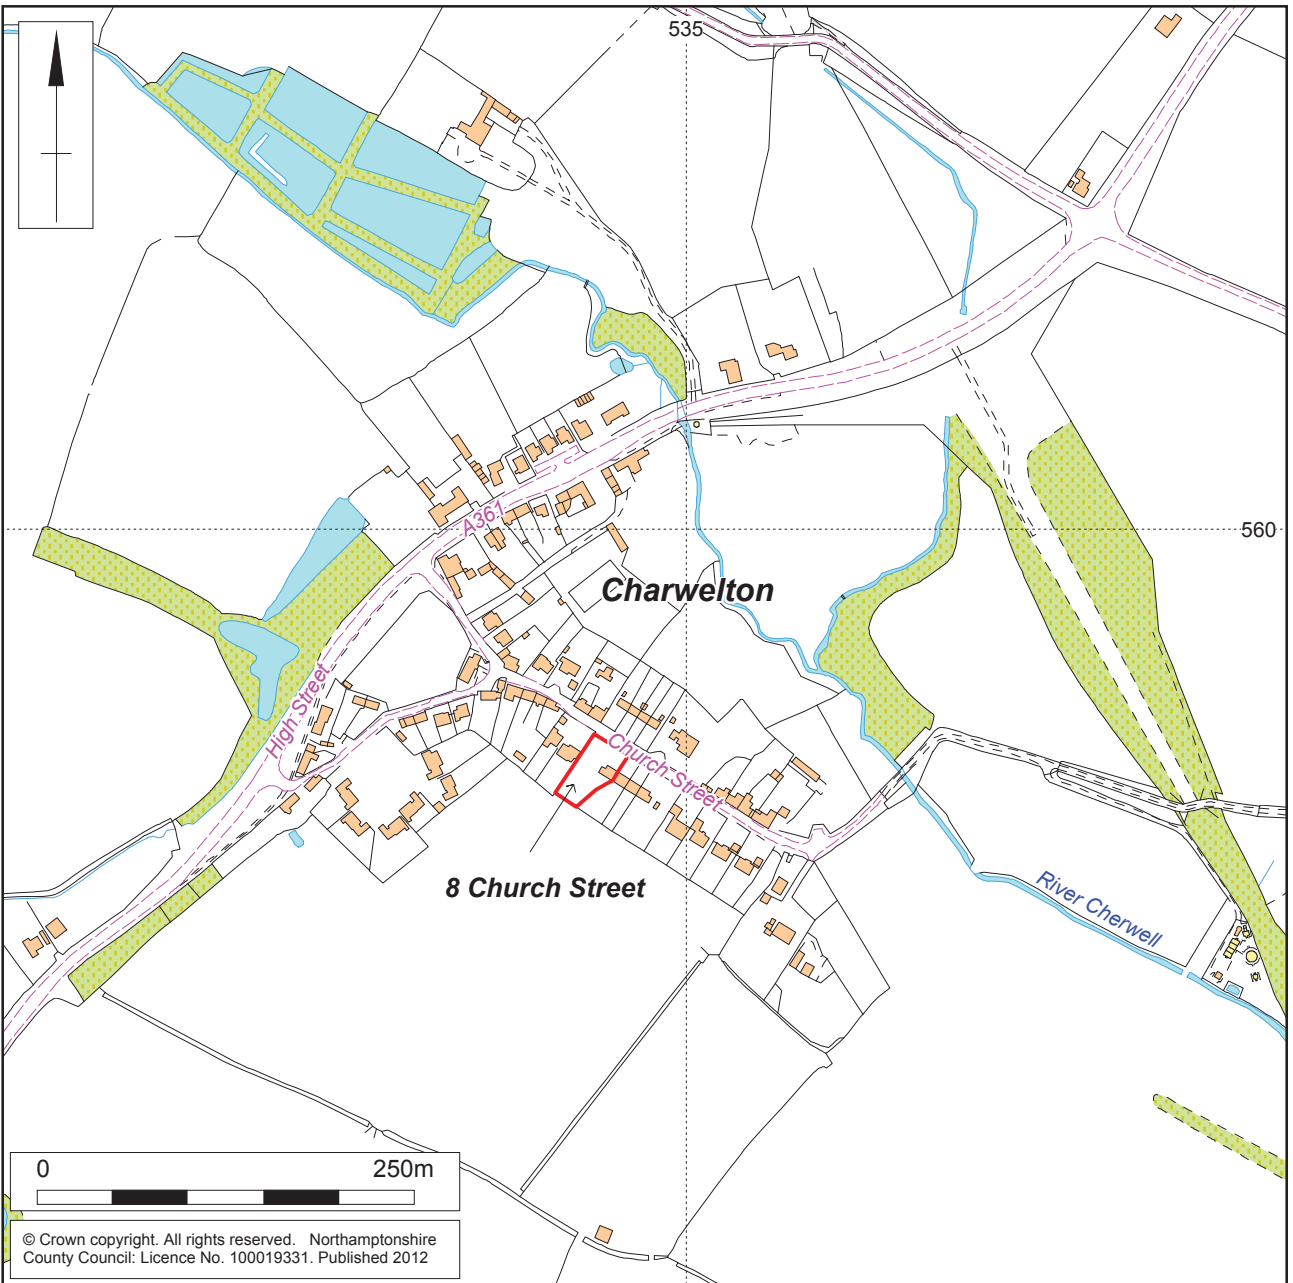 535
560
A361
Charwelton
High Street
Church Street
8 Church Street
River Cherwell
0 250m
© Crown copyright. All rights reserved. Northamptonshire
County Council: Licence No. 100019331. Published 2012